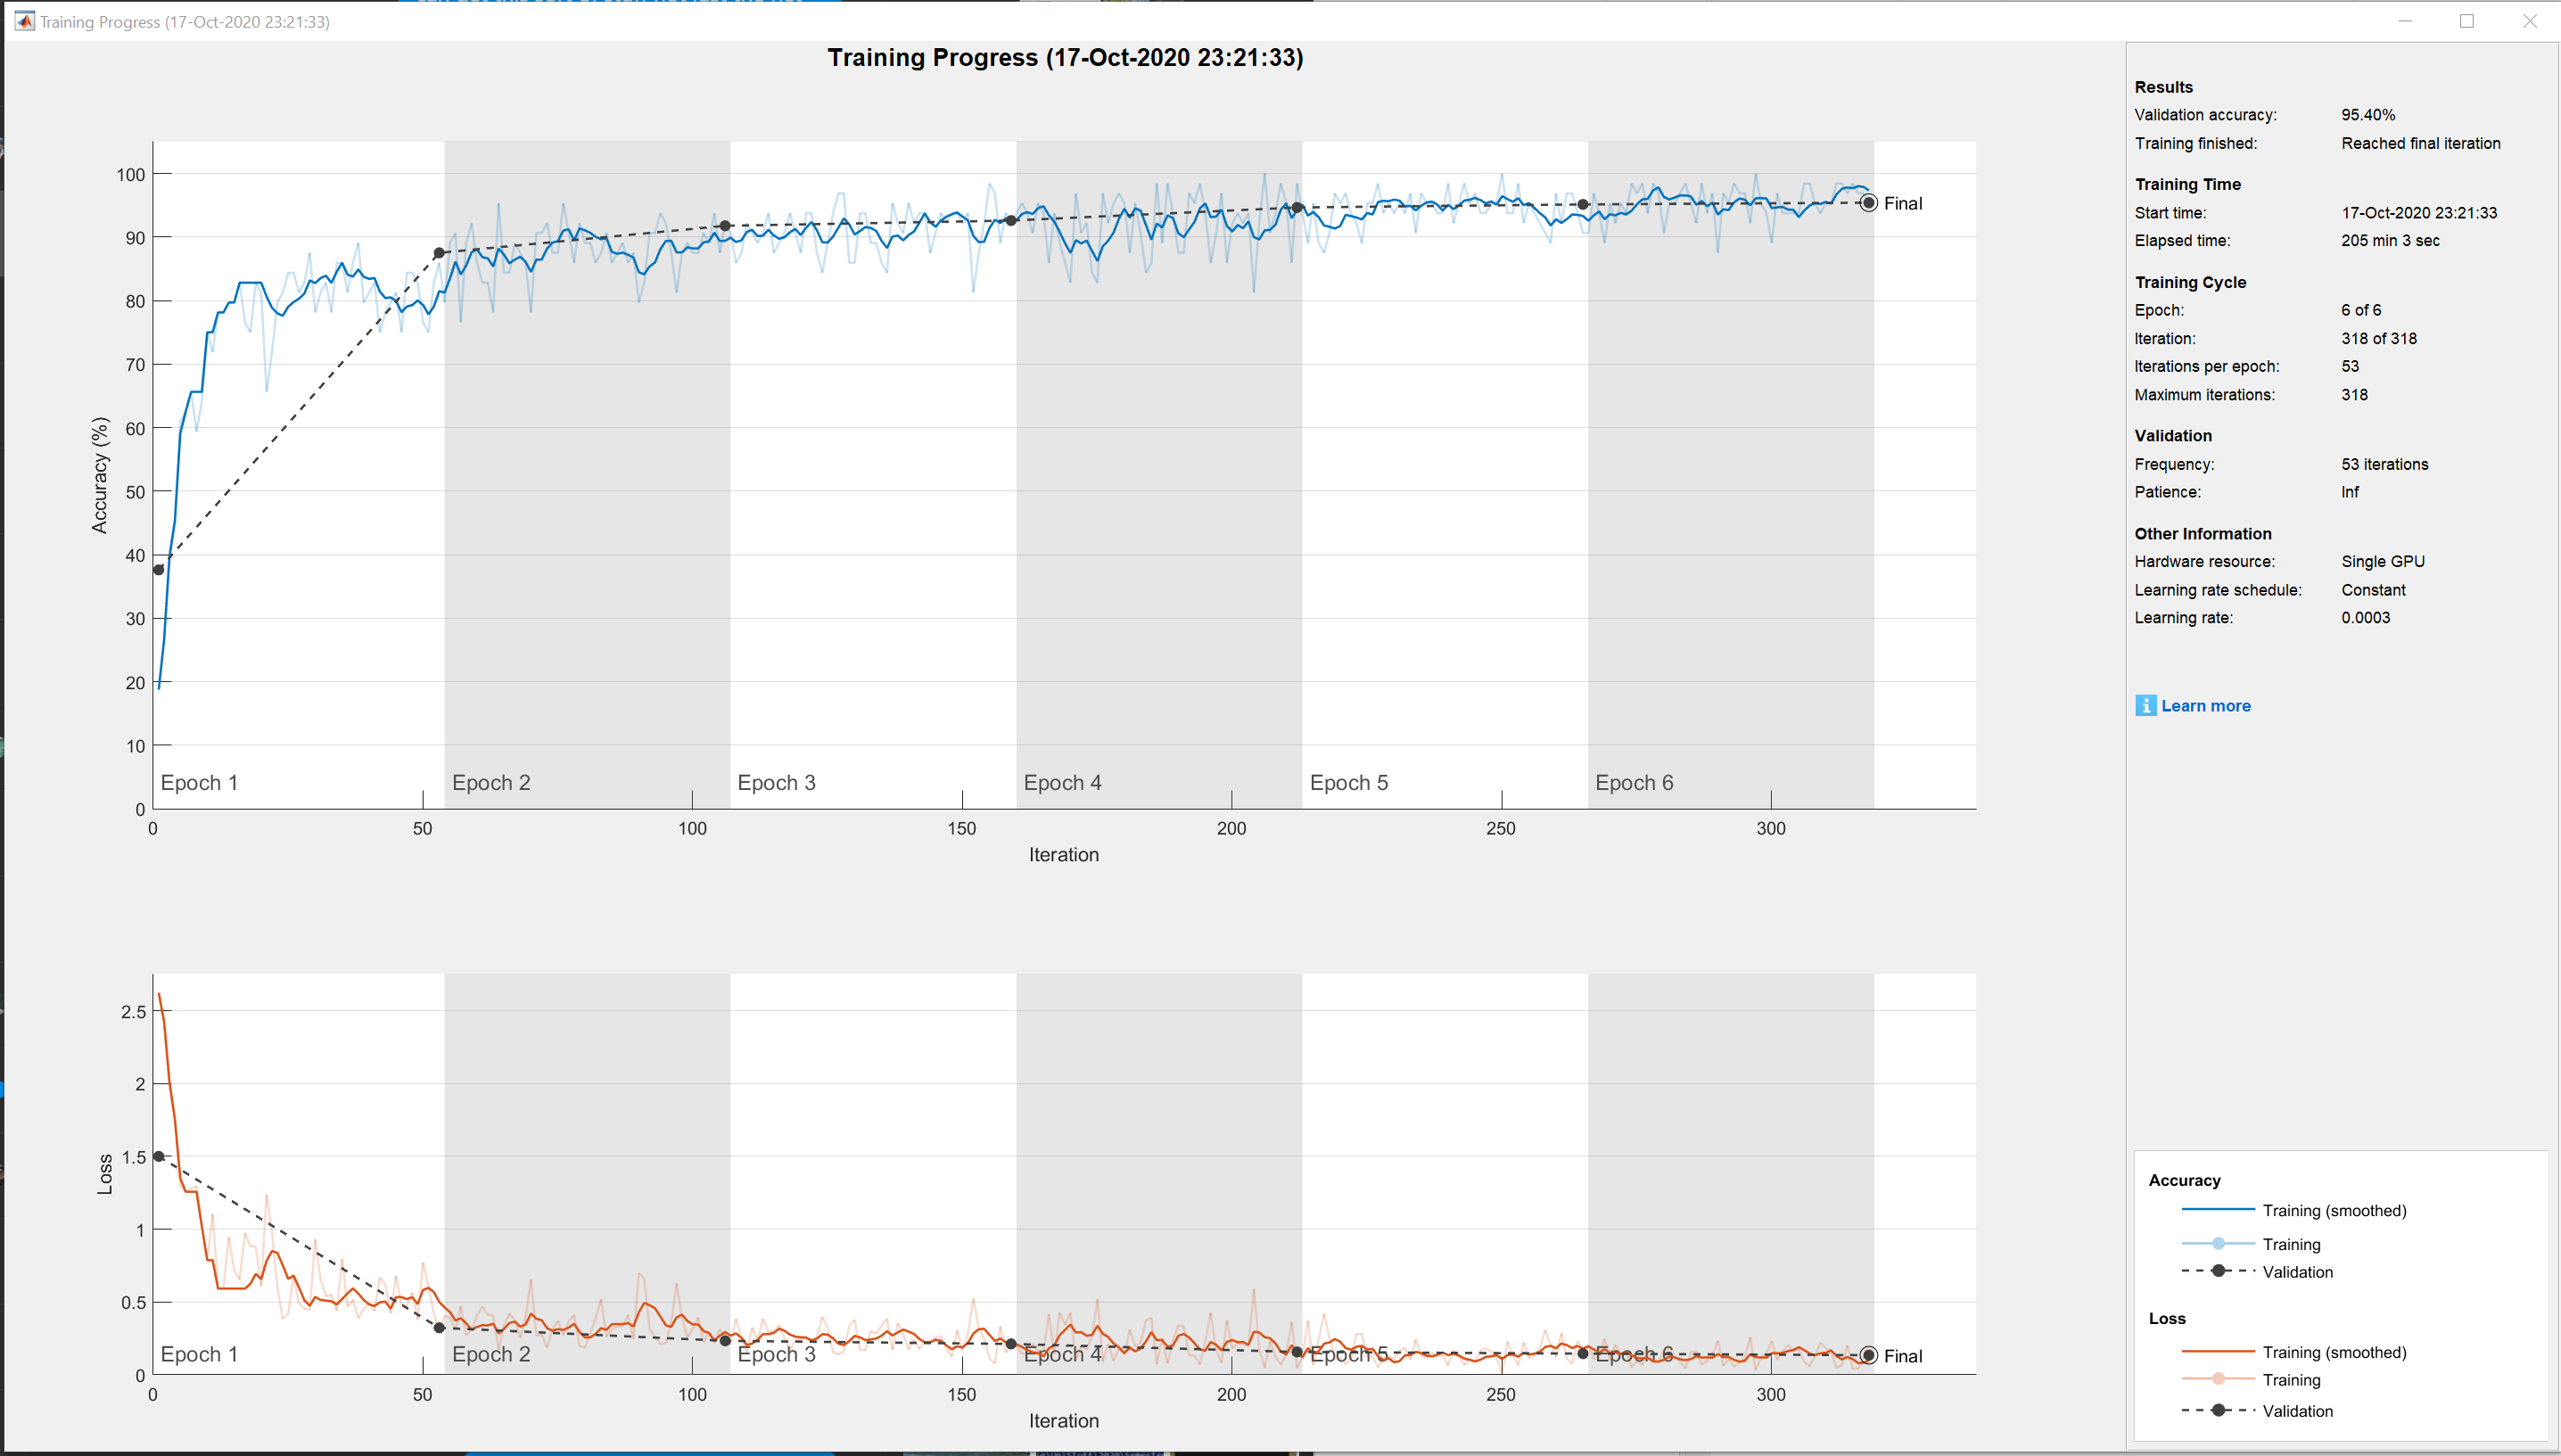 Training Progress (17-Oct-2020 23:21:33)
Training Progress (17-Oct-2020 23:21:33)
100
90
80
70
60
50
40
30
20
10
0
Accuracy (%)
Epoch 1 Epoch 2 Epoch 3 Epoch 4 Epoch 5 Epoch 6
Final
0 50 100 150 200 250 300
Iteration
2.5
2
1.5
1
0.5
0
Loss
Epoch 1 Epoch 2 Epoch 3 Epoch 4 Epoch 5 Epoch 6
Final
0 50 100 150 200 250 300
Iteration
Results
Validation accuracy: 95.40%
Training finished: Reached final iteration
Training Time
Start time: 17-Oct-2020 23:21:33
Elapsed time: 205 min 3 sec
Training Cycle
Epoch: 6 of 6
Iteration: 318 of 318
Iterations per epoch: 53
Maximum iterations: 318
Validation
Frequency: 53 iterations
Patience: Inf
Other Information
Hardware resource: Single GPU
Learning rate schedule: Constant
Learning rate: 0.0003
Learn more
Accuracy
Training (smoothed)
Training
Validation
Loss
Training (smoothed)
Training
Validation